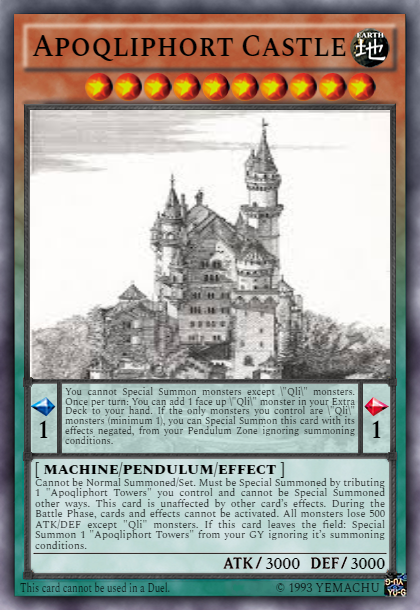 APOQLIPHORT CASTLE
EARTH
地
You cannot Special Summon monsters except \"Qli\" monsters.
Once per turn: You can add 1 face up \"Qli\" monster in your Extra
Deck to your hand. If the only monsters you control are \"Qli\"
monsters (minimum 1), you can Special Summon this card with its
effects negated, from your Pendulum Zone ignoring summoning
conditions.
1
1
[ MACHINE/PENDULUM/EFFECT ]
Cannot be Normal Summoned/Set. Must be Special Summoned by tributing
1 "Apoqliphort Towers" you control and cannot be Special Summoned
other ways. This card is unaffected by other card's effects. During the
Battle Phase, cards and effects cannot be activated. All monsters lose 500
ATK/DEF except "Qli" monsters. If this card leaves the field: Special
Summon 1 "Apoqliphort Towers" from your GY ignoring it's summoning
conditions.
ATK / 3000 DEF / 3000
This card cannot be used in a Duel.
© 1993 YEMACHU